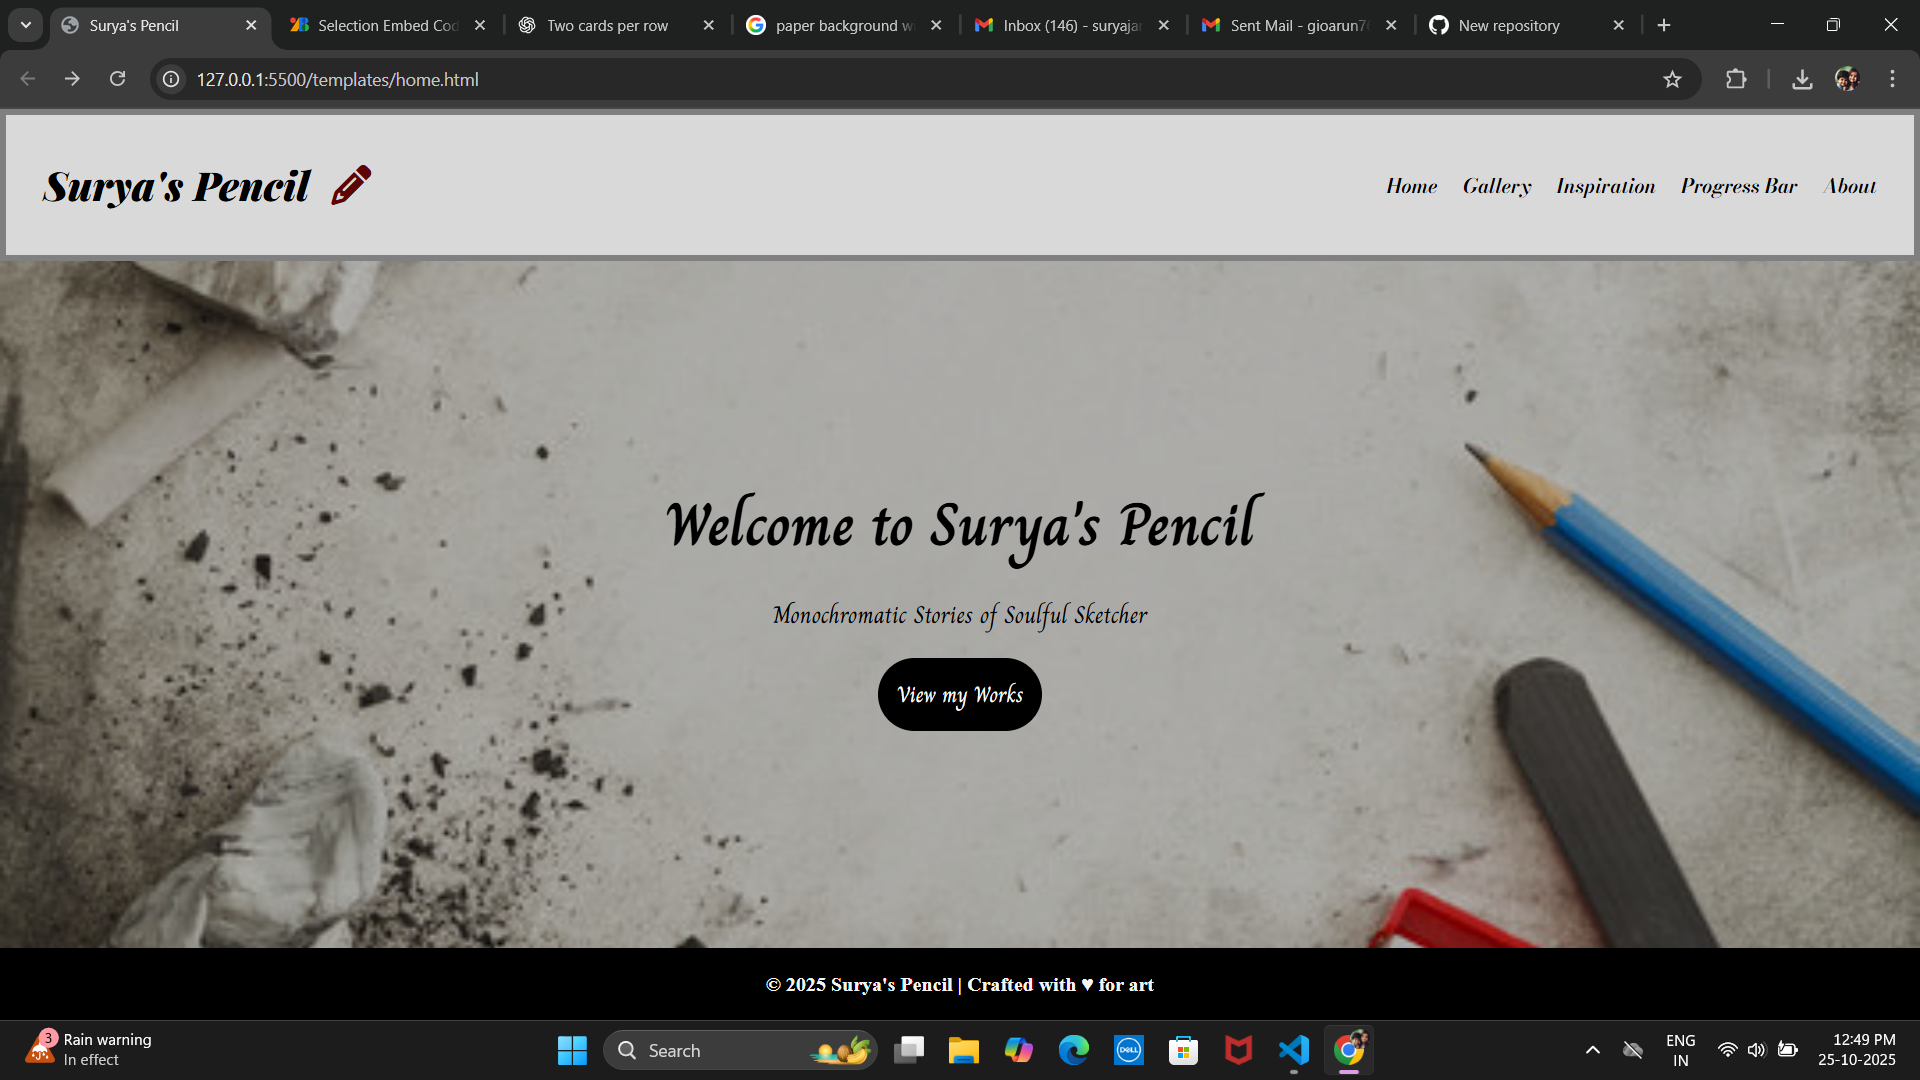 Surya's Pencil
Selection Embed Cod
Two cards per row
paper background w
Inbox (146) - suryaja
Sent Mail - gioarun76
New repository
127.0.0.1:5500/templates/home.html
Surya's Pencil
Home Gallery Inspiration Progress Bar About
Welcome to Surya's Pencil
Monochromatic Stories of Soulful Sketcher
View my Works
© 2025 Surya's Pencil | Crafted with ♥ for art
3
Rain warning
In effect
Search
DELL
ENG
IN
12:49 PM
25-10-2025